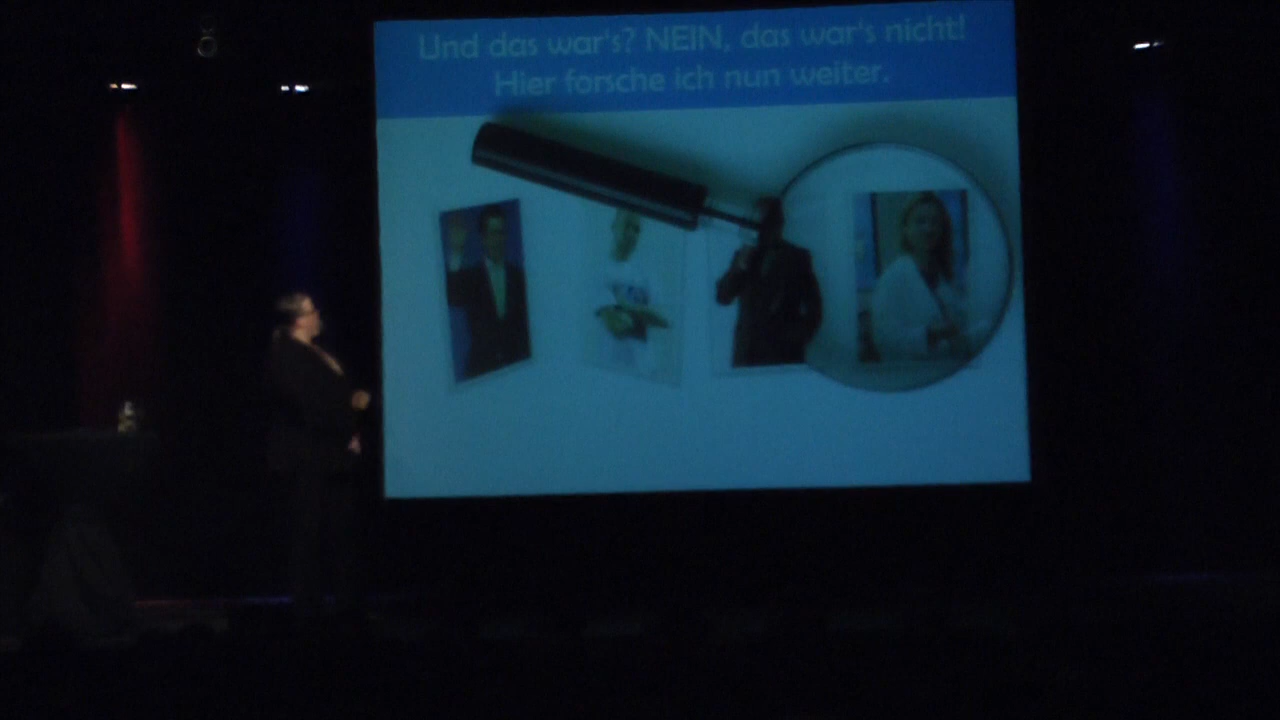 Und das war's? NEIN, das war's nicht!
Hier forsche ich nun weiter.